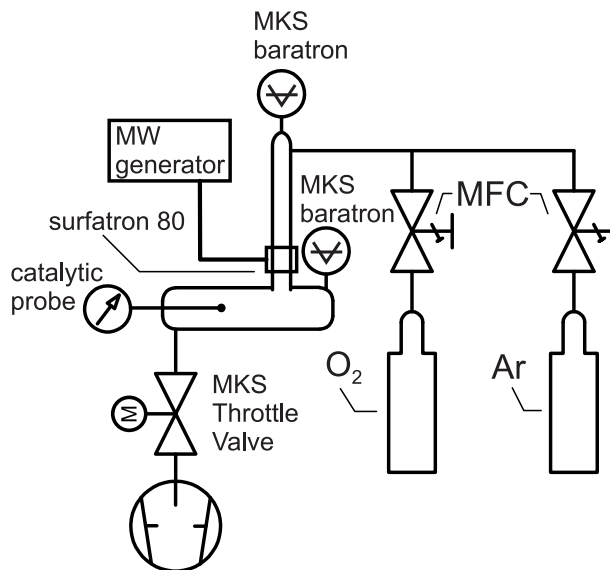 MKS
baratron
MW
generator
MKS
baratron
MFC
surfatron 80
catalytic
probe
O₂
Ar
MKS
Throttle
Valve
M